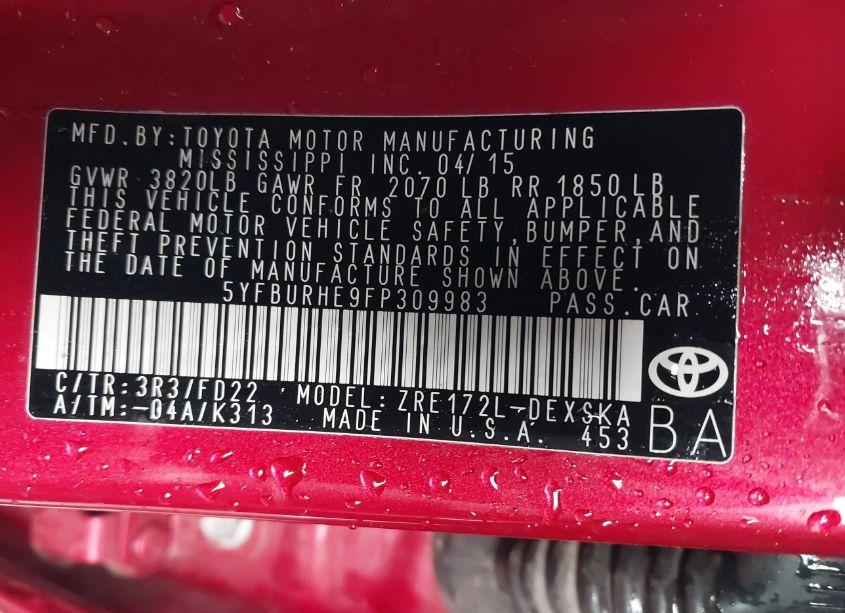 MFD.BY:TOYOTA MOTOR MANUFACTURING
MISSISSIPPI INC. 04/15
GVWR 3820LB GAWR FR 2070 LB RR 1850LB
THIS VEHICLE CONFORMS TO ALL APPLICABLE
FEDERAL MOTOR VEHICLE SAFETY,BUMPER,AND
THEFT PREVENTION STANDARDS IN EFFECT ON
THE DATE OF MANUFACTURE SHOWN ABOVE.
5YFBURHE9FP309983 PASS.CAR
C/TR:3R3/FD22 MODEL:ZRE172L-DEXSKA
A/TM:-04A/K313 MADE IN U.S.A. 453
BA